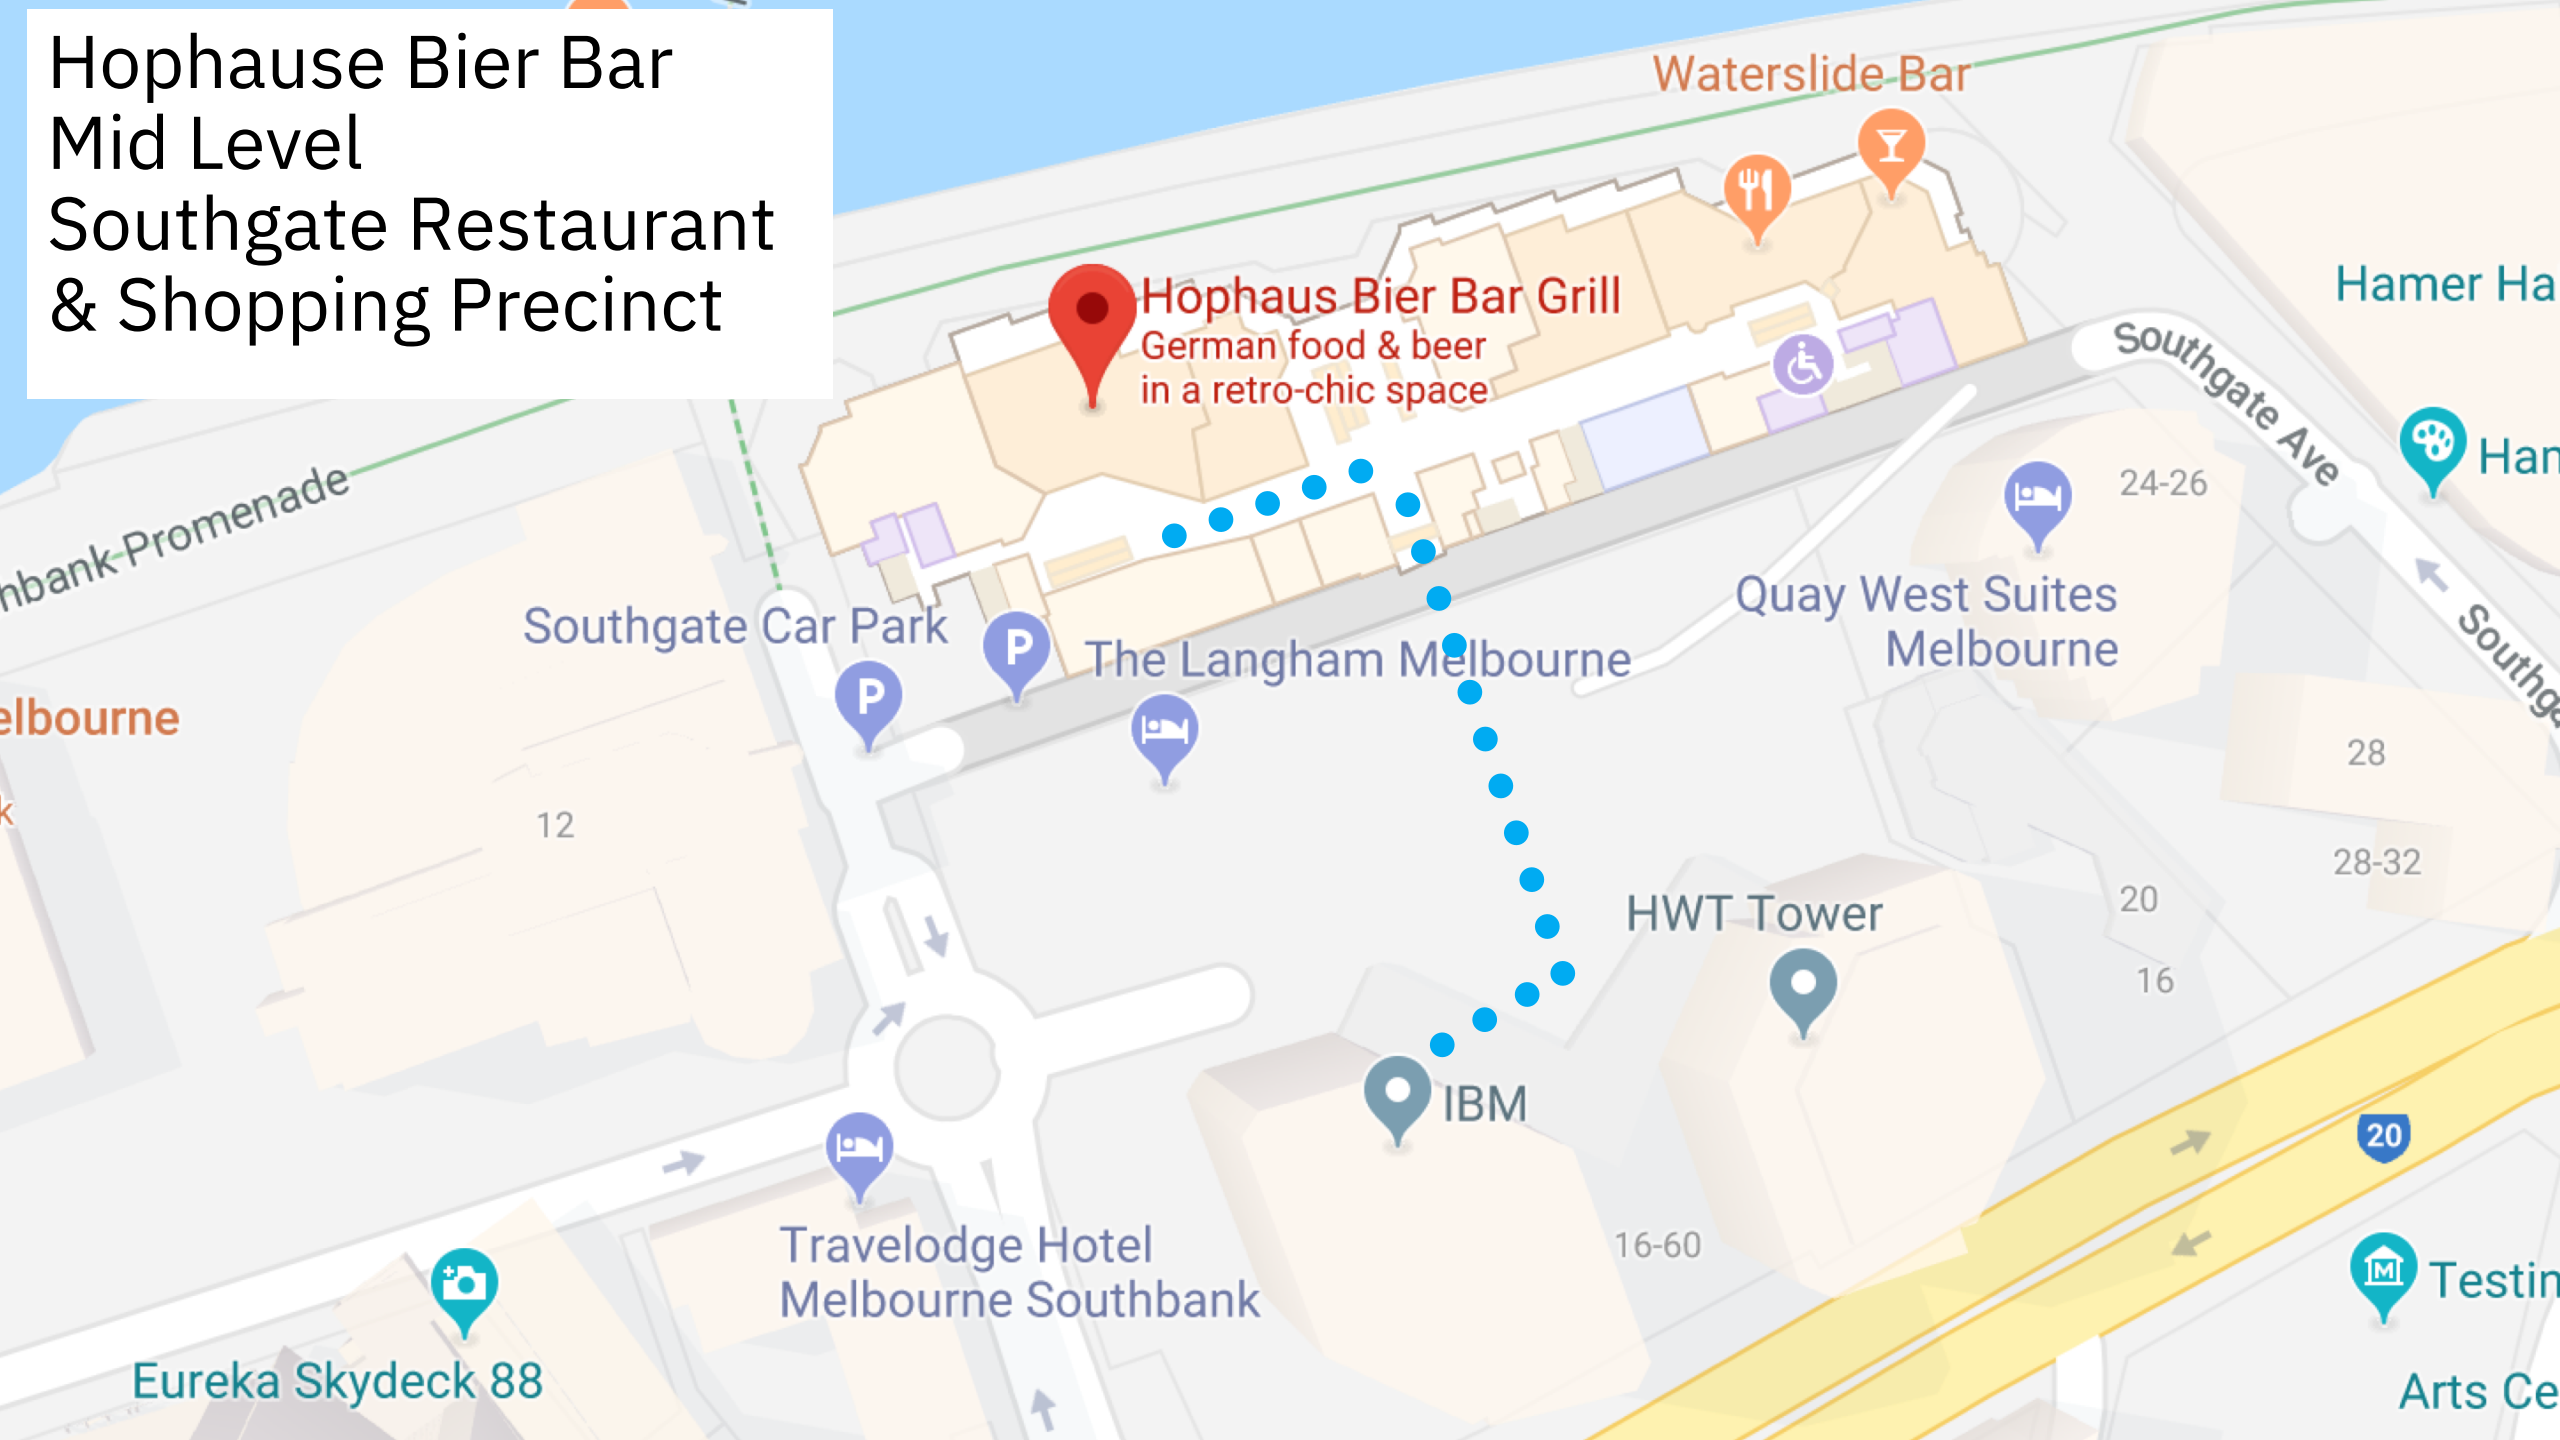 Hophause Bier Bar
Mid Level
Southgate Restaurant
& Shopping Precinct
Waterslide Bar
Hophaus Bier Bar Grill
German food & beer
in a retro-chic space
Hamer Ha
Southgate Ave
Han
24-26
hbank Promenade
Southgate Car Park
P
P
The Langham Melbourne
Quay West Suites
Melbourne
Southga
elbourne
k
12
28
28-32
20
16
HWT Tower
IBM
20
16-60
Travelodge Hotel
Melbourne Southbank
M
Testin
Eureka Skydeck 88
Arts Ce